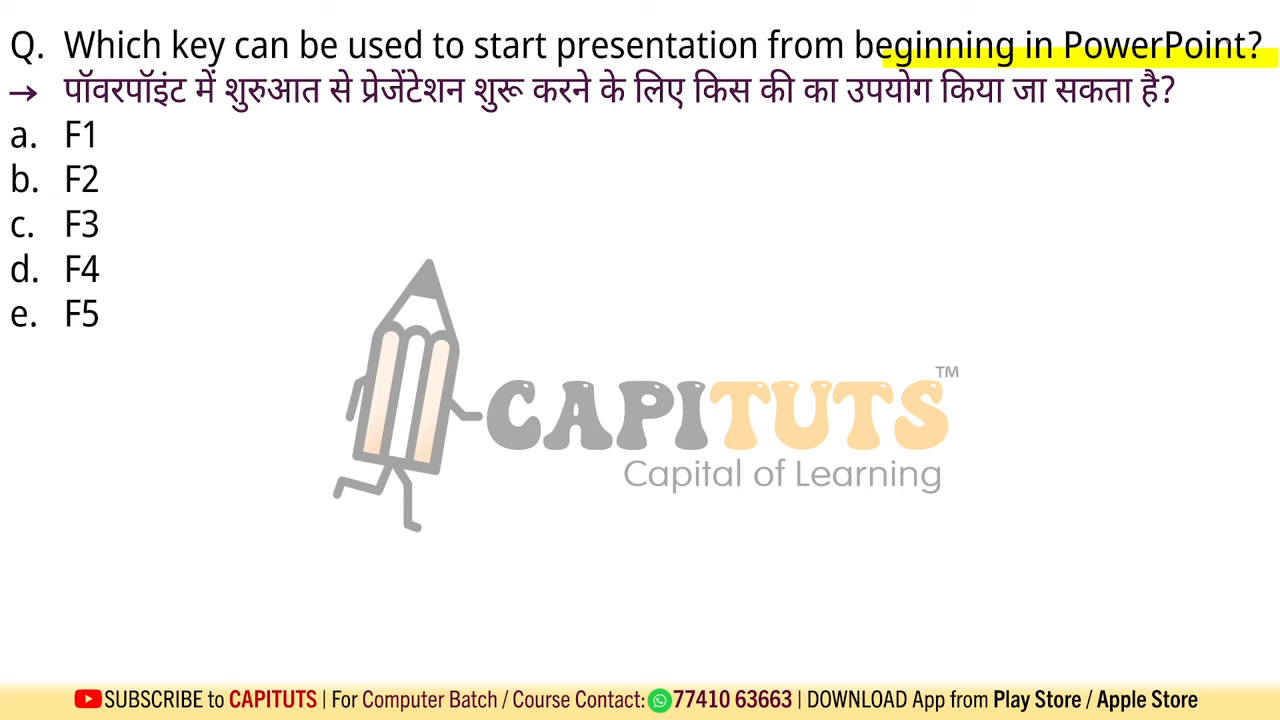 Q. Which key can be used to start presentation from beginning in PowerPoint?
→ पॉवरपॉइंट में शुरुआत से प्रेजेंटेशन शुरू करने के लिए किस की का उपयोग किया जा सकता है?
a. F1
b. F2
c. F3
d. F4
e. F5
CAPITUTS™
Capital of Learning
SUBSCRIBE to CAPITUTS | For Computer Batch / Course Contact: 77410 63663 | DOWNLOAD App from Play Store / Apple Store